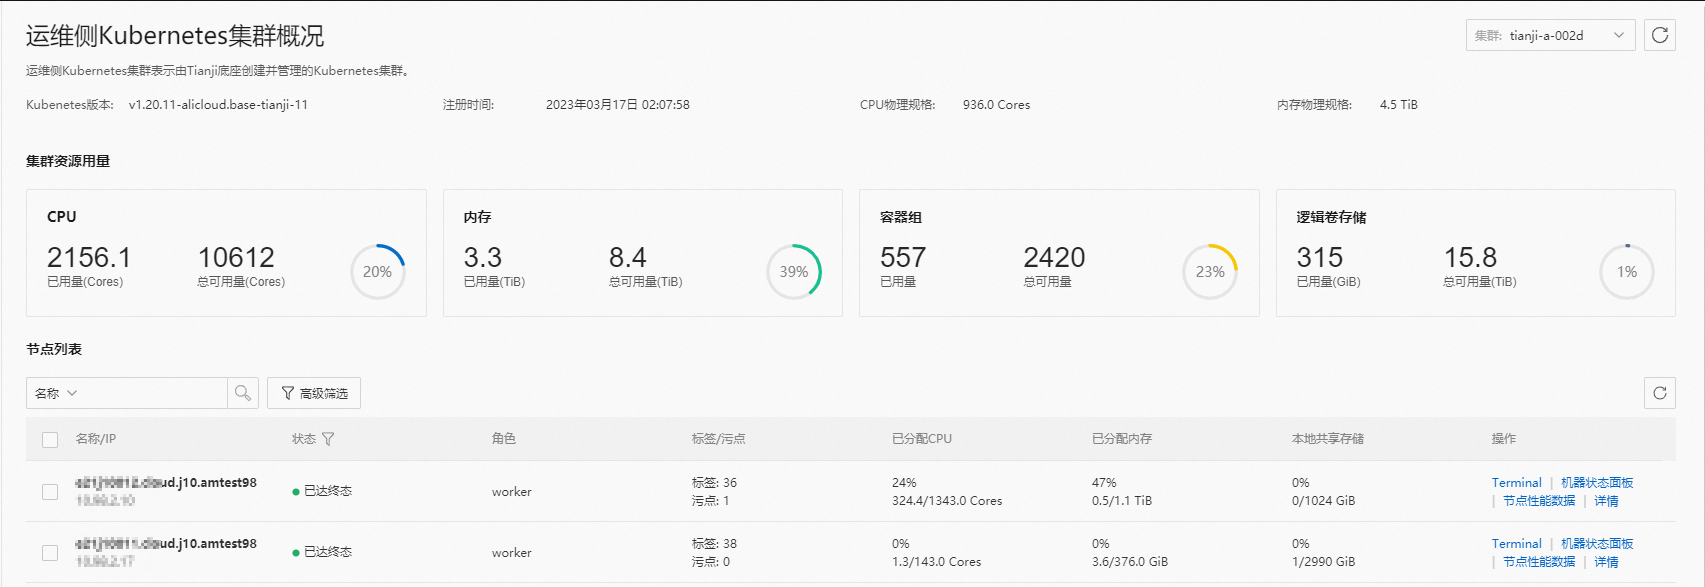 运维侧Kubernetes集群概况
集群: tianji-a-002d
运维侧Kubernetes集群表示由Tianji底座创建并管理的Kubernetes集群。
Kubenetes版本: v1.20.11-alicloud.base-tianji-11 注册时间: 2023年03月17日 02:07:58 CPU物理规格: 936.0 Cores 内存物理规格: 4.5 TiB
集群资源用量
CPU 内存 容器组 逻辑卷存储
2156.1 10612 20% 3.3 8.4 39% 557 2420 23% 315 15.8 1%
已用量(Cores) 总可用量(Cores) 已用量(TiB) 总可用量(TiB) 已用量 总可用量 已用量(GiB) 总可用量(TiB)
节点列表
名称 高级筛选
名称/IP 状态 角色 标签/污点 已分配CPU 已分配内存 本地共享存储 操作
ud.j10.amtest98 已达终态 worker 标签: 36 24% 47% 0% Terminal | 机器状态面板
污点: 1 324.4/1343.0 Cores 0.5/1.1 TiB 0/1024 GiB | 节点性能数据 | 详情
ud.j10.amtest98 已达终态 worker 标签: 38 0% 0% 0% Terminal | 机器状态面板
污点: 0 1.3/143.0 Cores 3.6/376.0 GiB 1/2990 GiB | 节点性能数据 | 详情